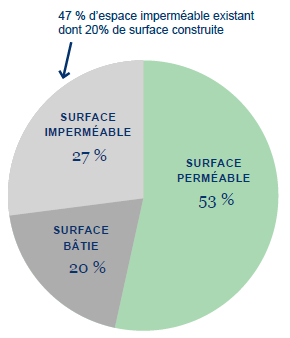 47 % d'espace imperméable existant
dont 20% de surface construite
SURFACE
IMPERMÉABLE
27 %
SURFACE
PERMÉABLE
53 %
SURFACE
BÂTIE
20 %